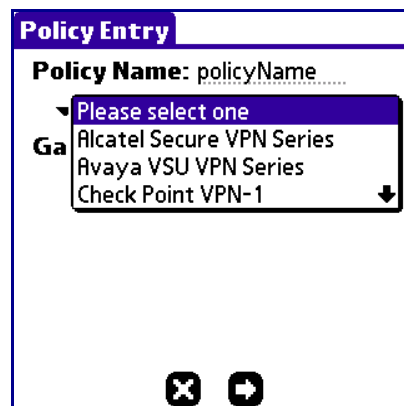 Policy Entry
Policy Name: policyName
Please select one
Alcatel Secure VPN Series
Ga
Avaya VSU VPN Series
Check Point VPN-1